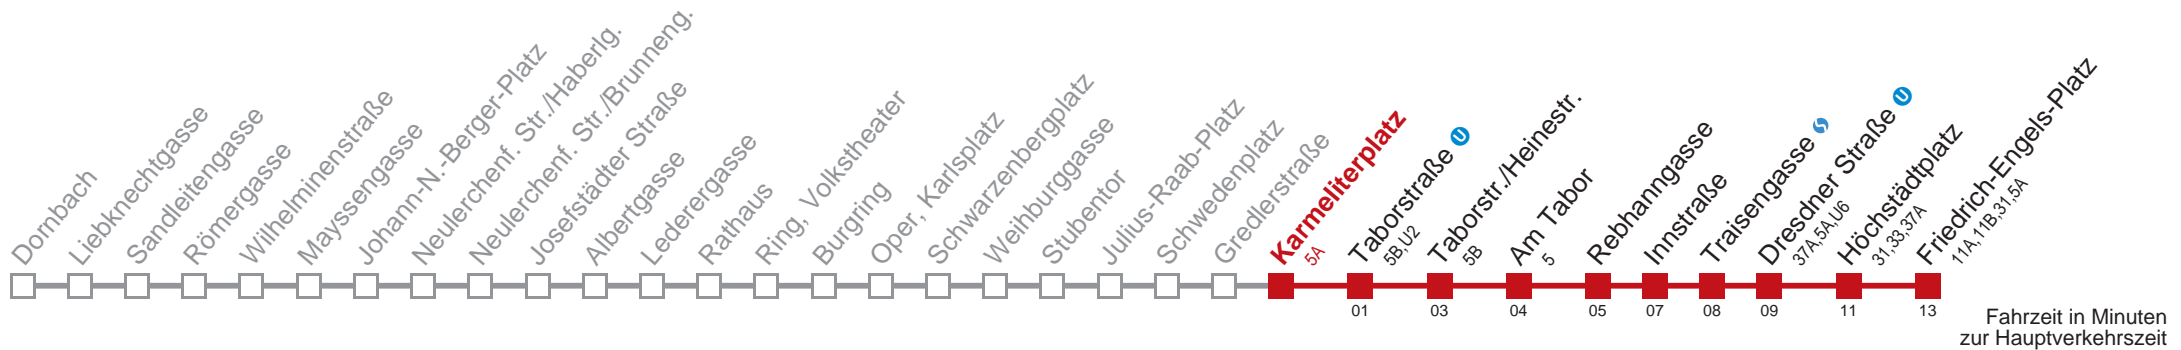 Dornbach
Liebknechtgasse
Sandleitengasse
Römergasse
Wilhelminenstraße
Mayssengasse
Johann-N.-Berger-Platz
Neulerchenf. Str./Haberlg.
Neulerchenf. Str./Brunneng.
Josefstädter Straße
Albertgasse
Lederergasse
Rathaus
Ring, Volkstheater
Burgring
Oper, Karlsplatz
Schwarzenbergplatz
Weihburggasse
Stubentor
Julius-Raab-Platz
Schwedenplatz
Gredlerstraße
Karmeliterplatz
5A
Taborstraße U
5B,U2
01
Taborstr./Heinestr.
5B
03
Am Tabor
5
04
Rebhanngasse
05
Innstraße
07
Traisengasse
08
Dresdner Straße U
37A,5A,U6
09
Höchstädtplatz
31,33,37A
11
Friedrich-Engels-Platz
11A,11B,31,5A
13
Fahrzeit in Minuten
zur Hauptverkehrszeit